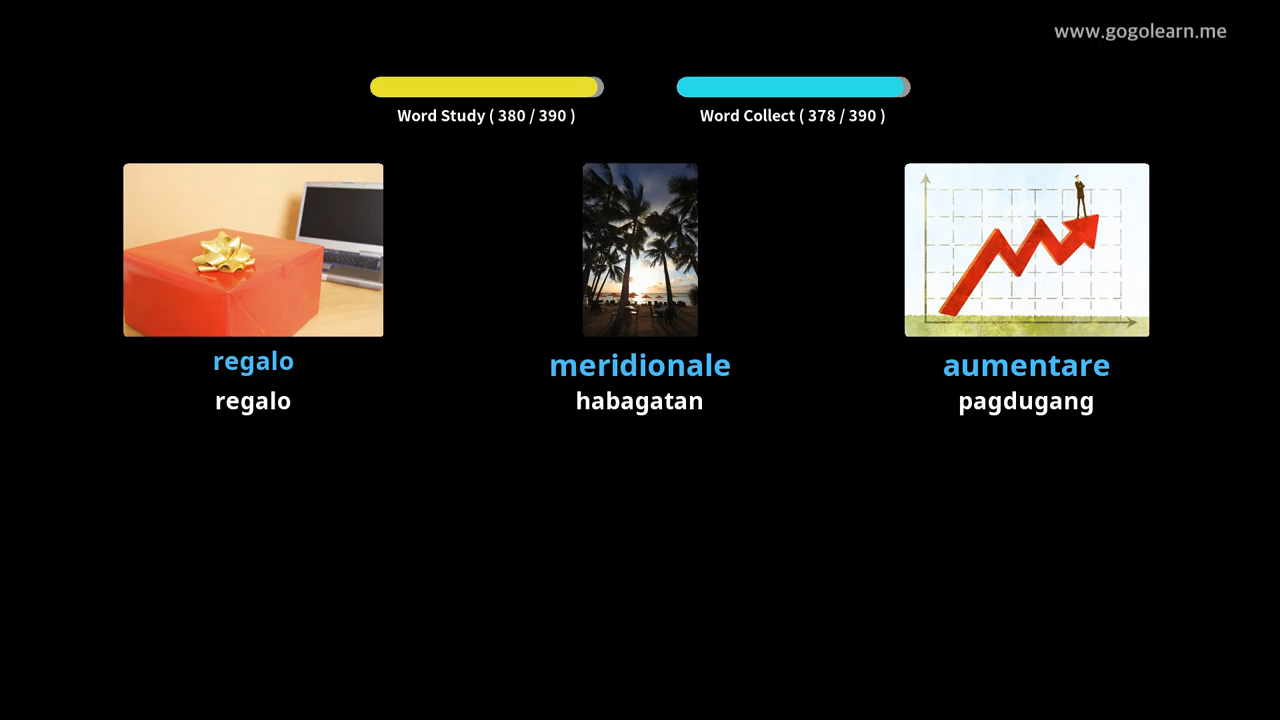 www.gogolearn.me
Word Study ( 380 / 390 )
Word Collect ( 378 / 390 )
regalo
regalo
meridionale
habagatan
aumentare
pagdugang